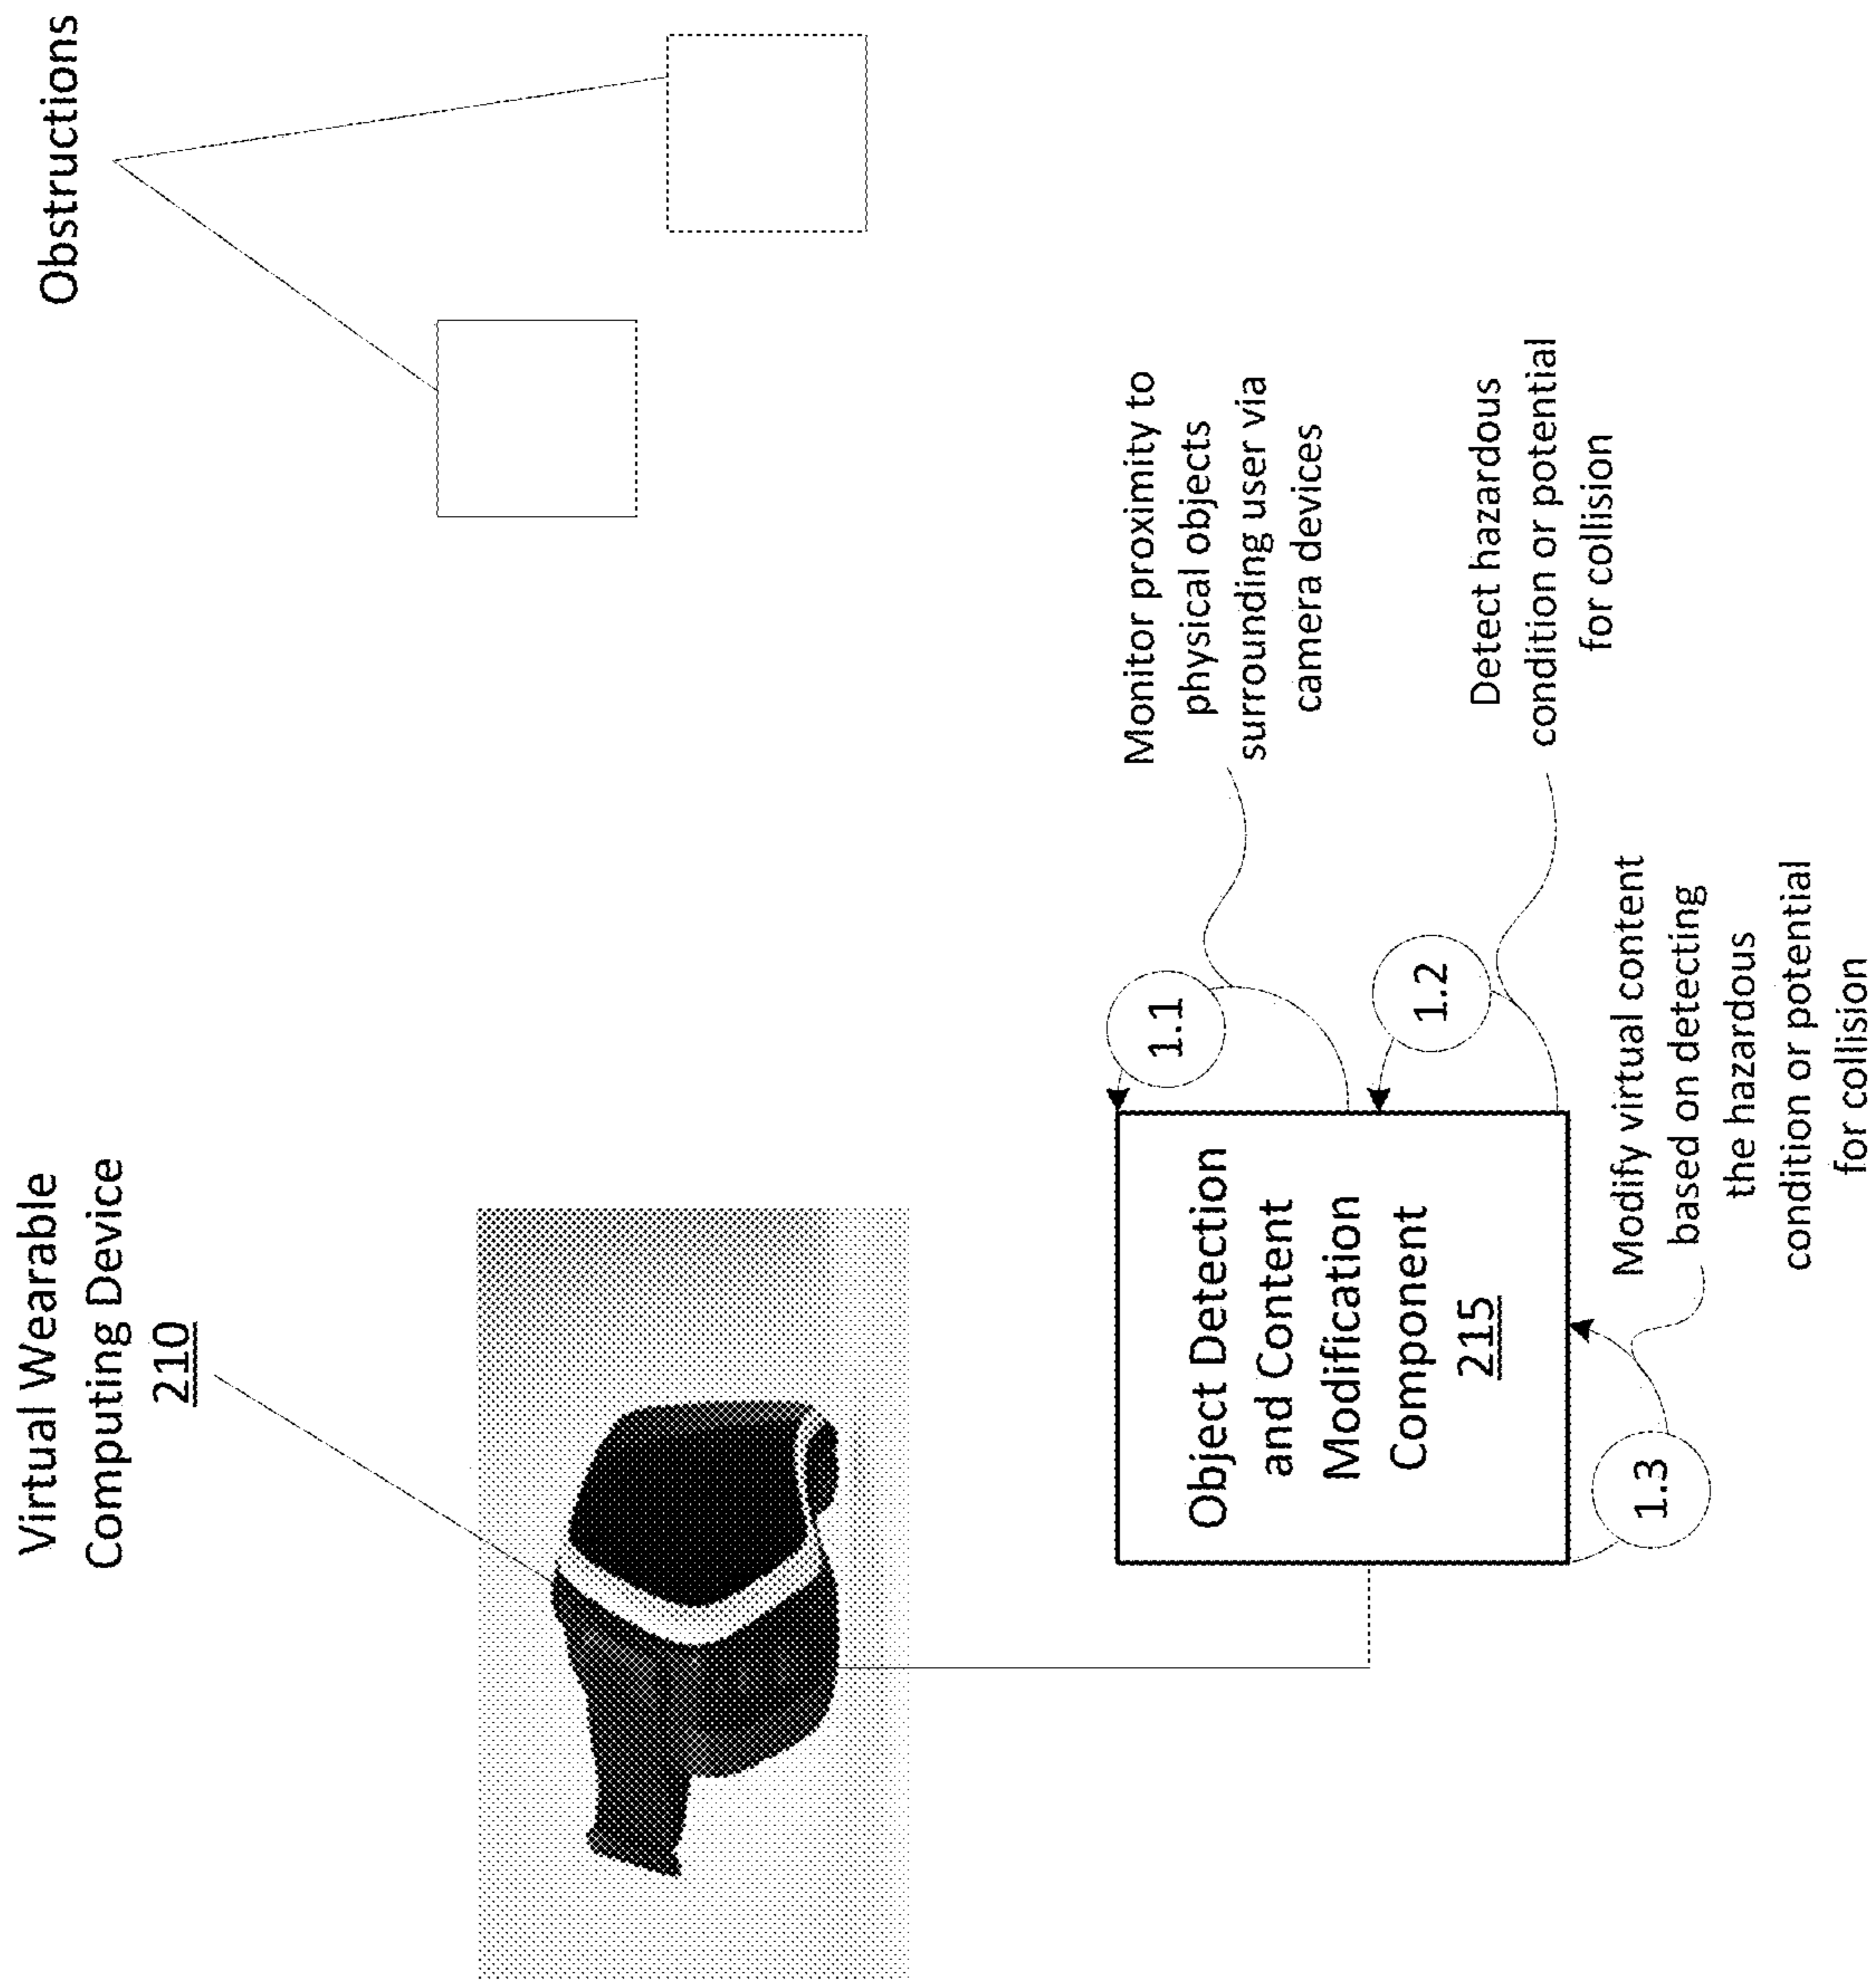 Virtual Wearable
Computing Device
210
Obstructions
Object Detection
and Content
Modification
Component
215
1.1
Monitor proximity to
physical objects
surrounding user via
camera devices
1.2
Detect hazardous
condition or potential
for collision
1.3
Modify virtual content
based on detecting
the hazardous
condition or potential
for collision